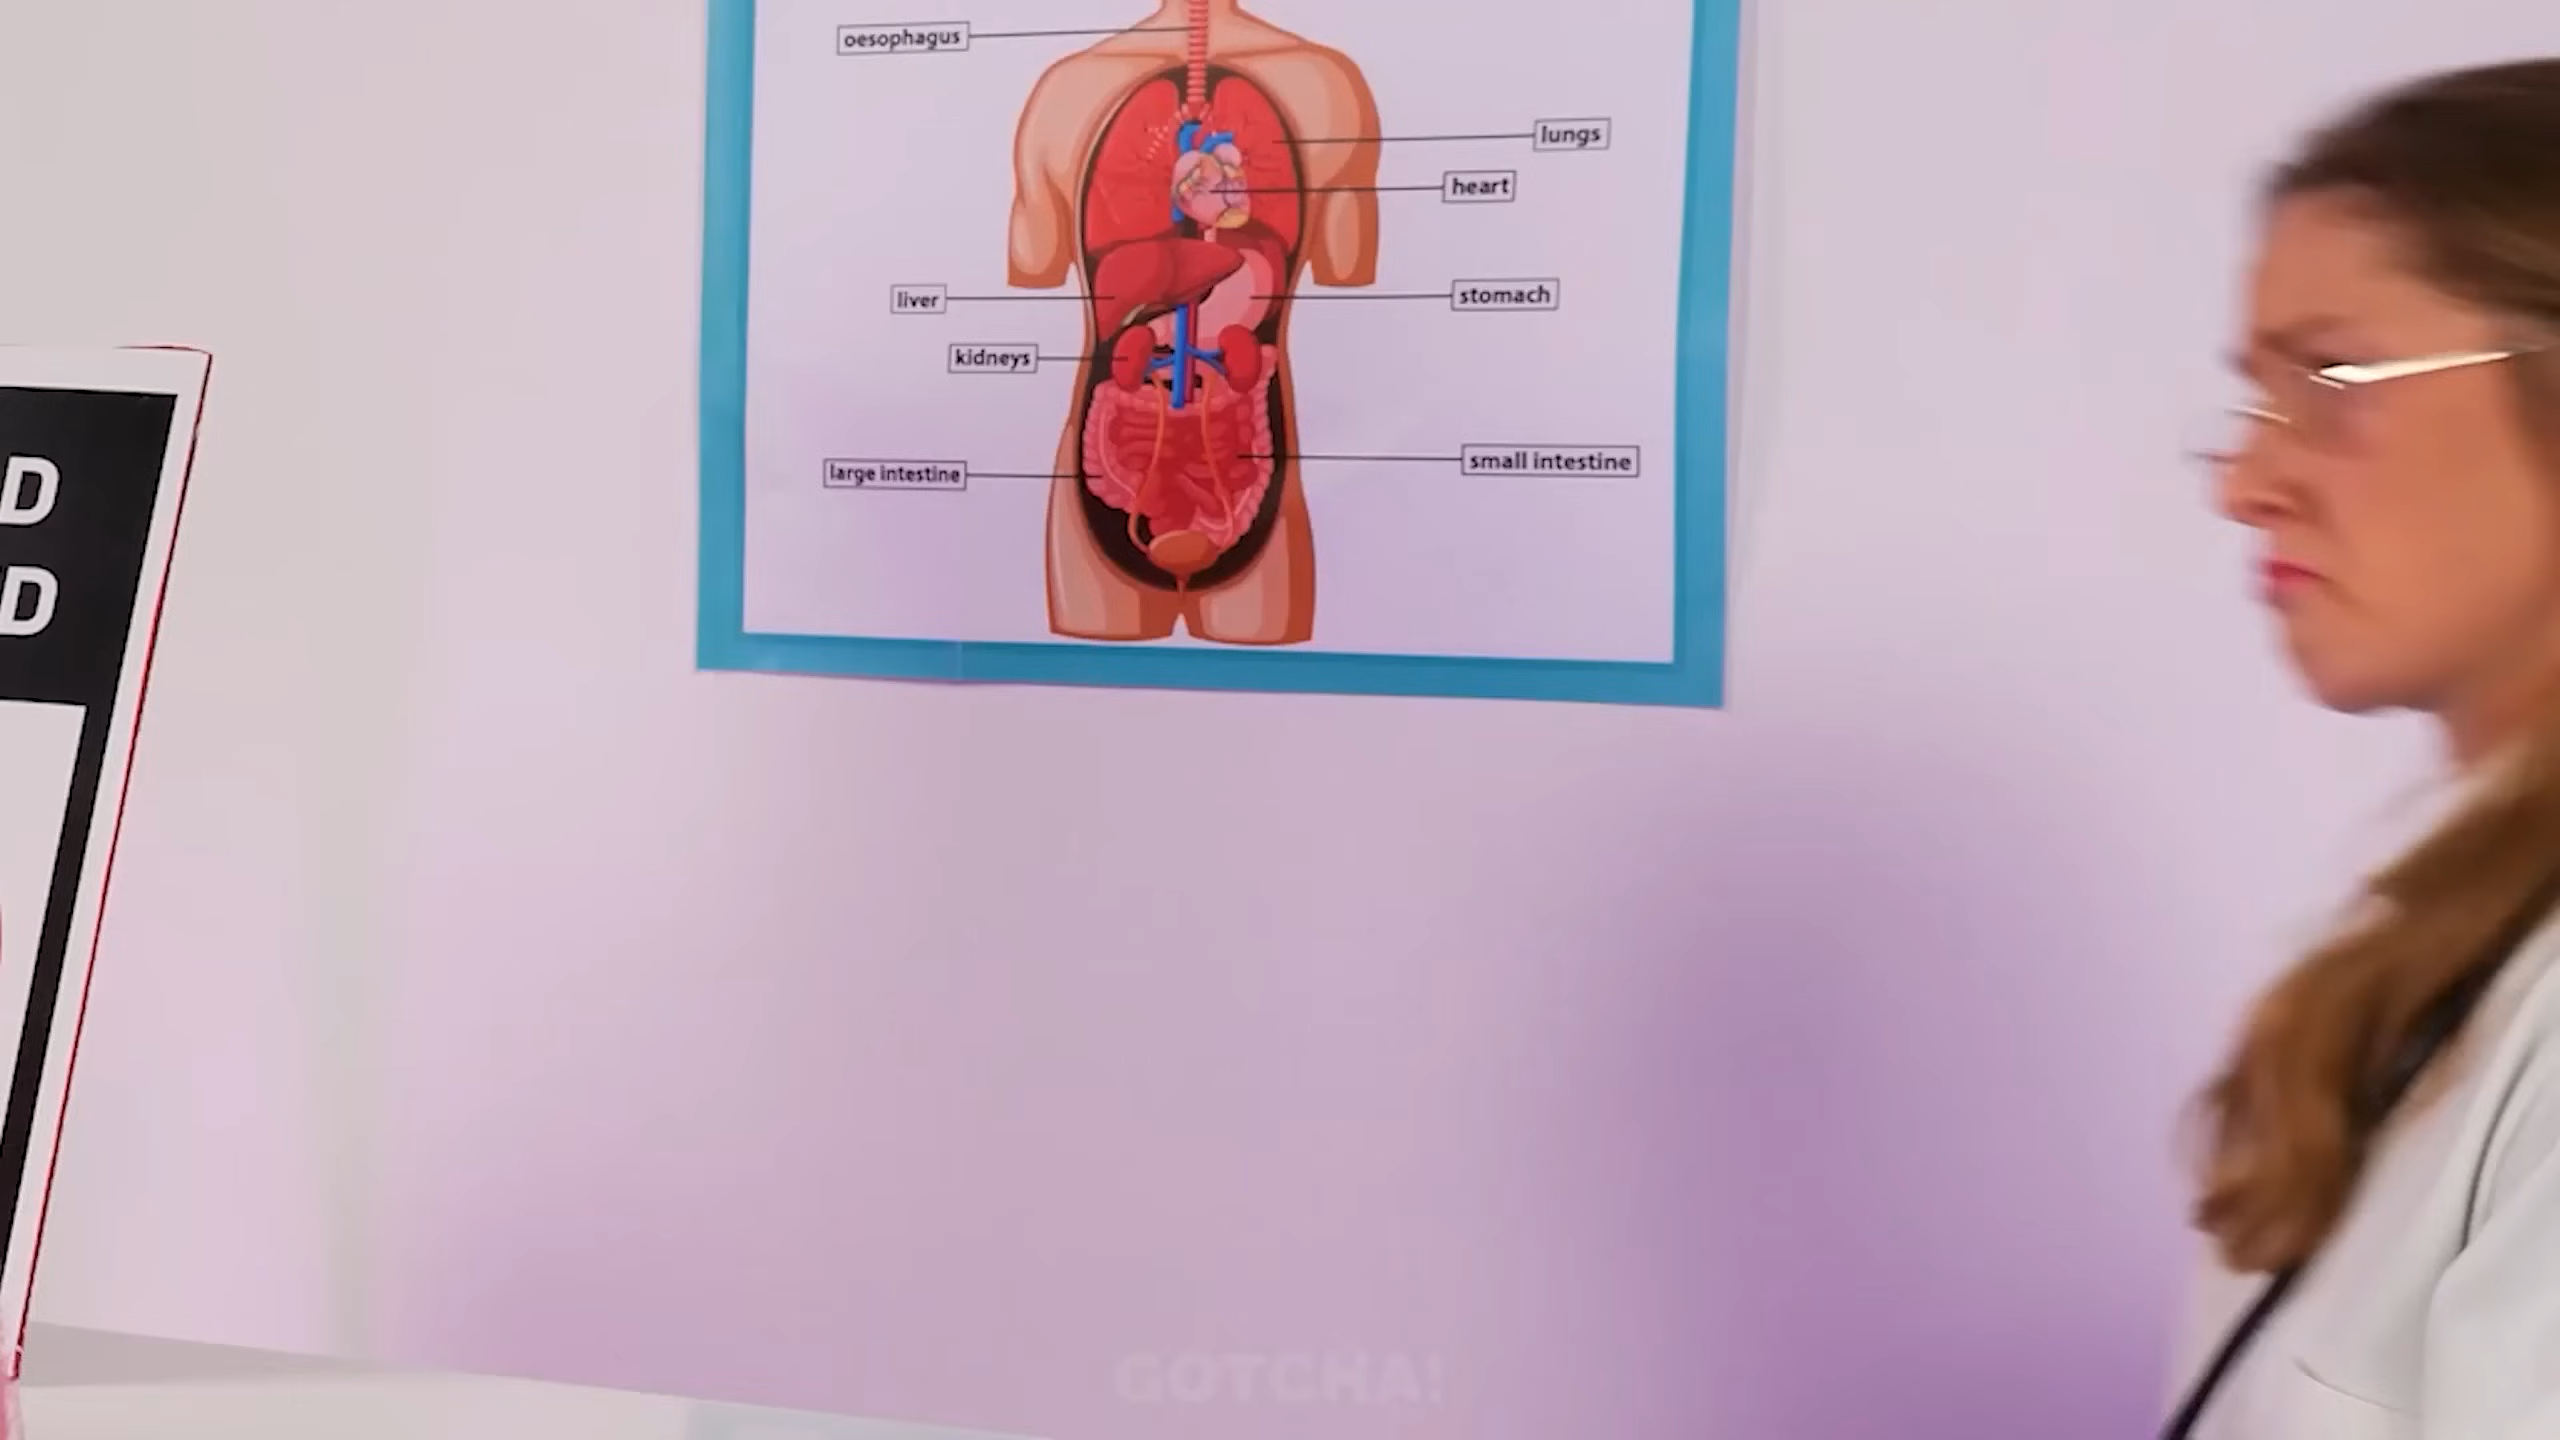 oesophagus
lungs
heart
liver
stomach
kidneys
large intestine
small intestine
D
D
GOTCHA!